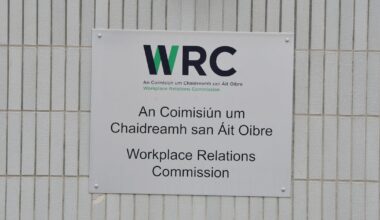 WRC
An Coimisiún um Chaidreamh san Áit Oibre
Workplace Relations Commission
An Coimisiún um
Chaidreamh san Áit Oibre
Workplace Relations
Commission